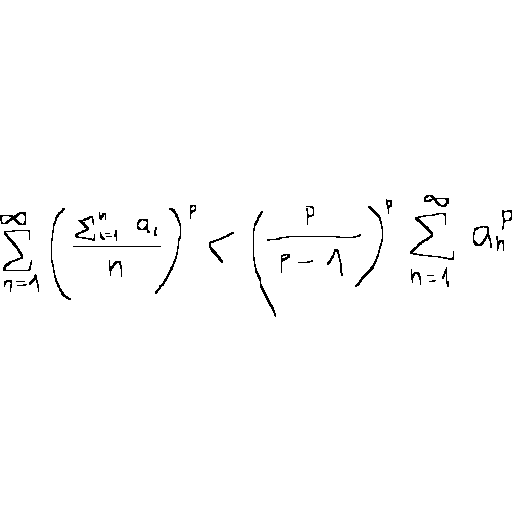 \sum_{n=1}^{\infty} \left( \frac{\sum_{i=1}^{n} a_i}{n} \right)^p < \left( \frac{p}{p-1} \right)^p \sum_{n=1}^{\infty} a_n^p